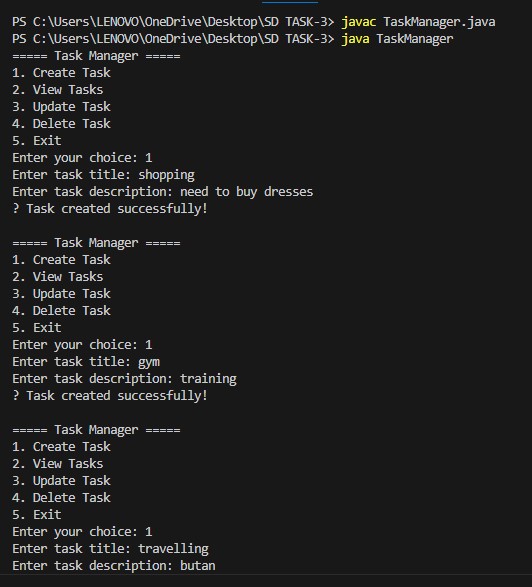 PS C:\Users\LENOVO\OneDrive\Desktop\SD TASK-3> javac TaskManager.java
PS C:\Users\LENOVO\OneDrive\Desktop\SD TASK-3> java TaskManager
===== Task Manager =====
1. Create Task
2. View Tasks
3. Update Task
4. Delete Task
5. Exit
Enter your choice: 1
Enter task title: shopping
Enter task description: need to buy dresses
? Task created successfully!

===== Task Manager =====
1. Create Task
2. View Tasks
3. Update Task
4. Delete Task
5. Exit
Enter your choice: 1
Enter task title: gym
Enter task description: training
? Task created successfully!

===== Task Manager =====
1. Create Task
2. View Tasks
3. Update Task
4. Delete Task
5. Exit
Enter your choice: 1
Enter task title: travelling
Enter task description: butan